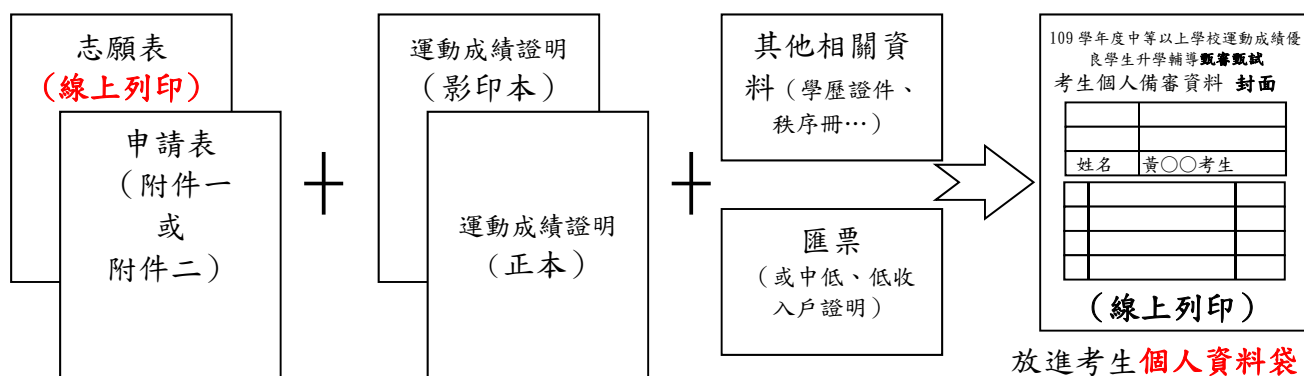 志願表
（線上列印）
申請表
（附件一
或
附件二）
＋
運動成績證明
（影印本）
運動成績證明
（正本）
＋
其他相關資
料（學歷證件、
秩序冊…）
匯票
（或中低、低收
入戶證明）
109 學年度中等以上學校運動成績優
良學生升學輔導甄審甄試
考生個人備審資料 封面
姓名 黃○○考生
（線上列印）
放進考生個人資料袋